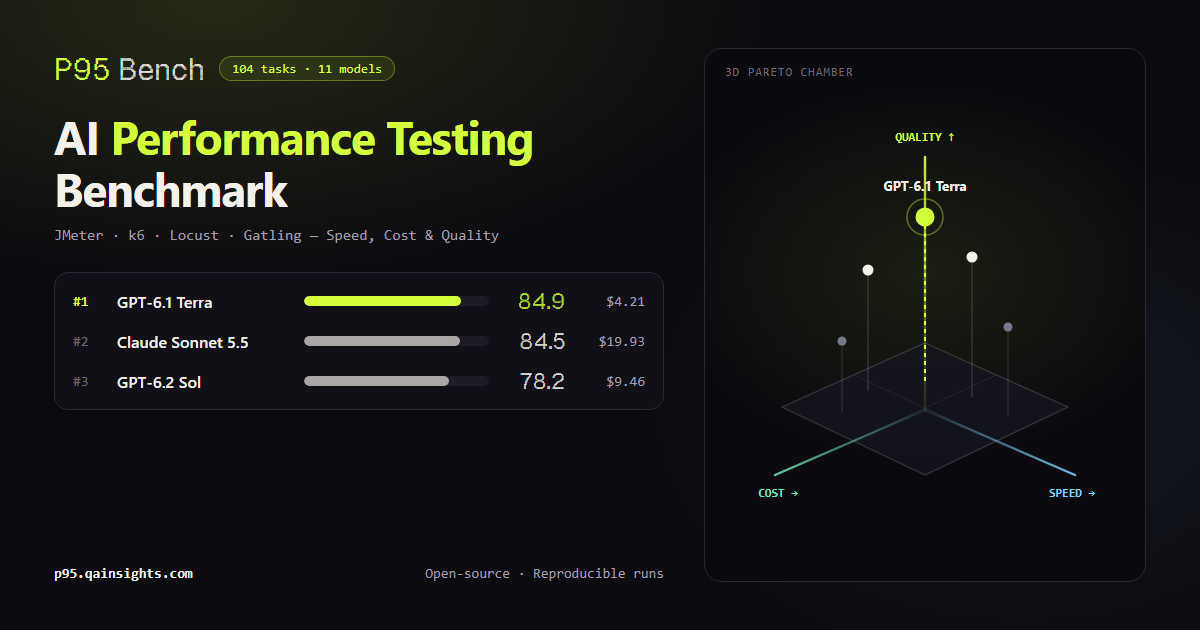 P95 Bench
104 tasks · 11 models
AI Performance Testing
Benchmark
JMeter · k6 · Locust · Gatling — Speed, Cost & Quality
#1 GPT-6.1 Terra 84.9 $4.21
#2 Claude Sonnet 5.5 84.5 $19.93
#3 GPT-6.2 Sol 78.2 $9.46
p95.qainsights.com
Open-source · Reproducible runs
3D PARETO CHAMBER
QUALITY ↑
GPT-6.1 Terra
COST →
SPEED →